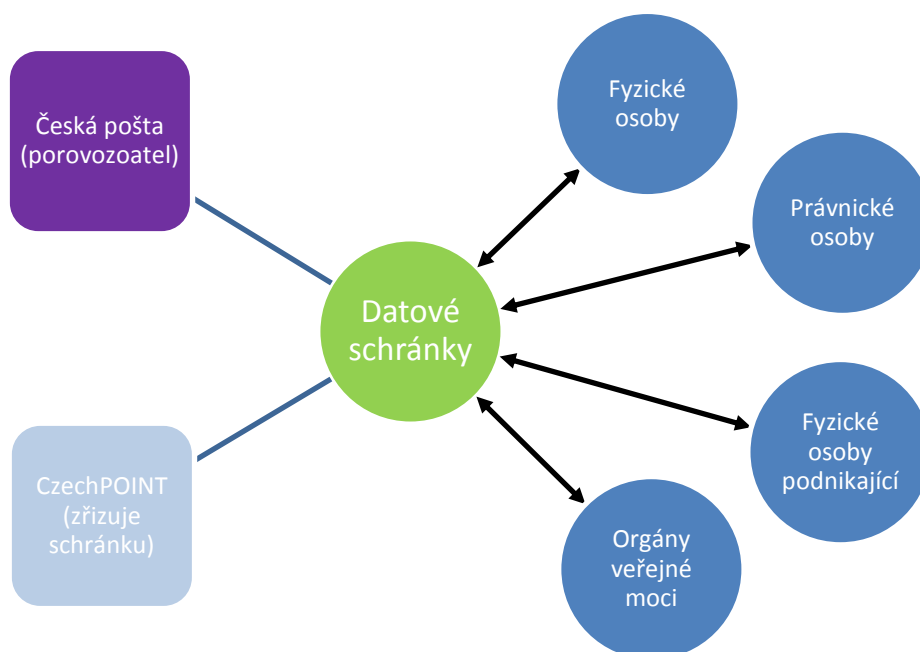 Česká pošta
(porovozoatel)
Fyzické
osoby
Právnické
osoby
Datové
schránky
Fyzické
osoby
podnikající
CzechPOINT
(zřizuje
schránku)
Orgány
veřejné
moci